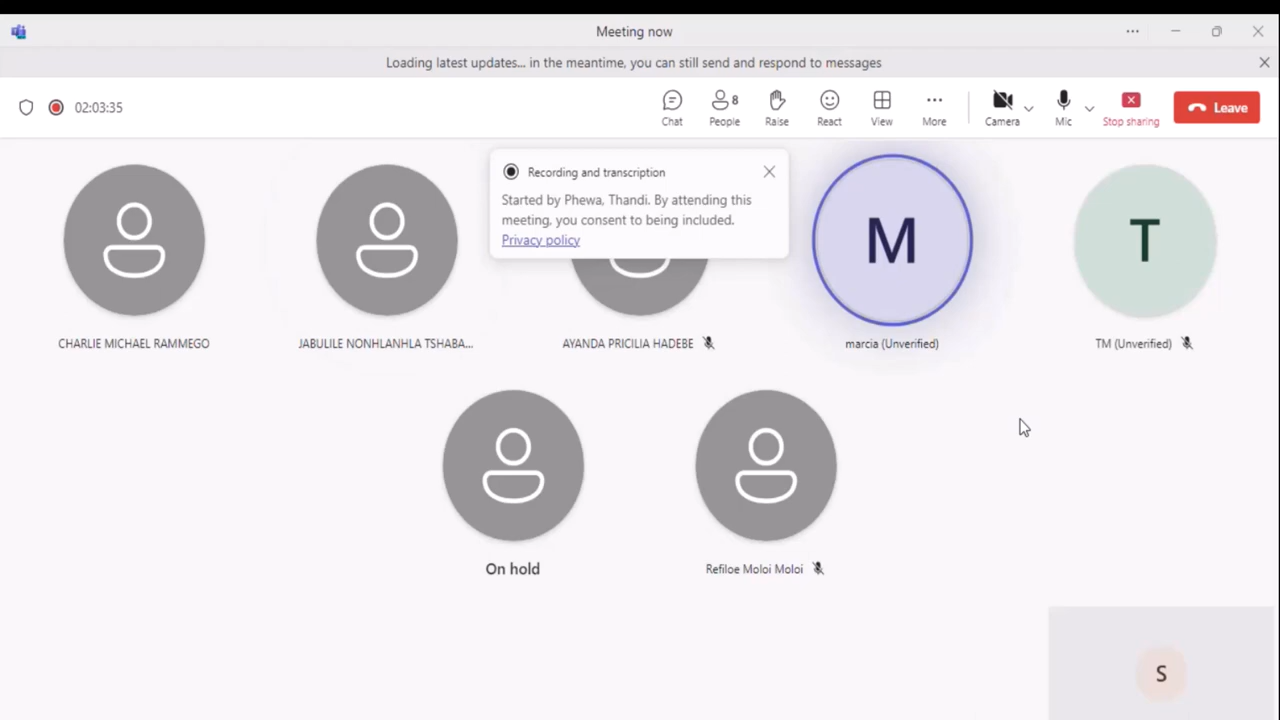 Meeting now
Loading latest updates... in the meantime, you can still send and respond to messages
02:03:35
Chat
8
People
Raise
React
View
More
Camera
Mic
Stop sharing
Leave
Recording and transcription
Started by Phewa, Thandi. By attending this
meeting, you consent to being included.
Privacy policy
M
T
CHARLIE MICHAEL RAMMEGO
JABULILE NONHLANHLA TSHABA...
AYANDA PRICILIA HADEBE
marcia (Unverified)
TM (Unverified)
On hold
Refiloe Moloi Moloi
S